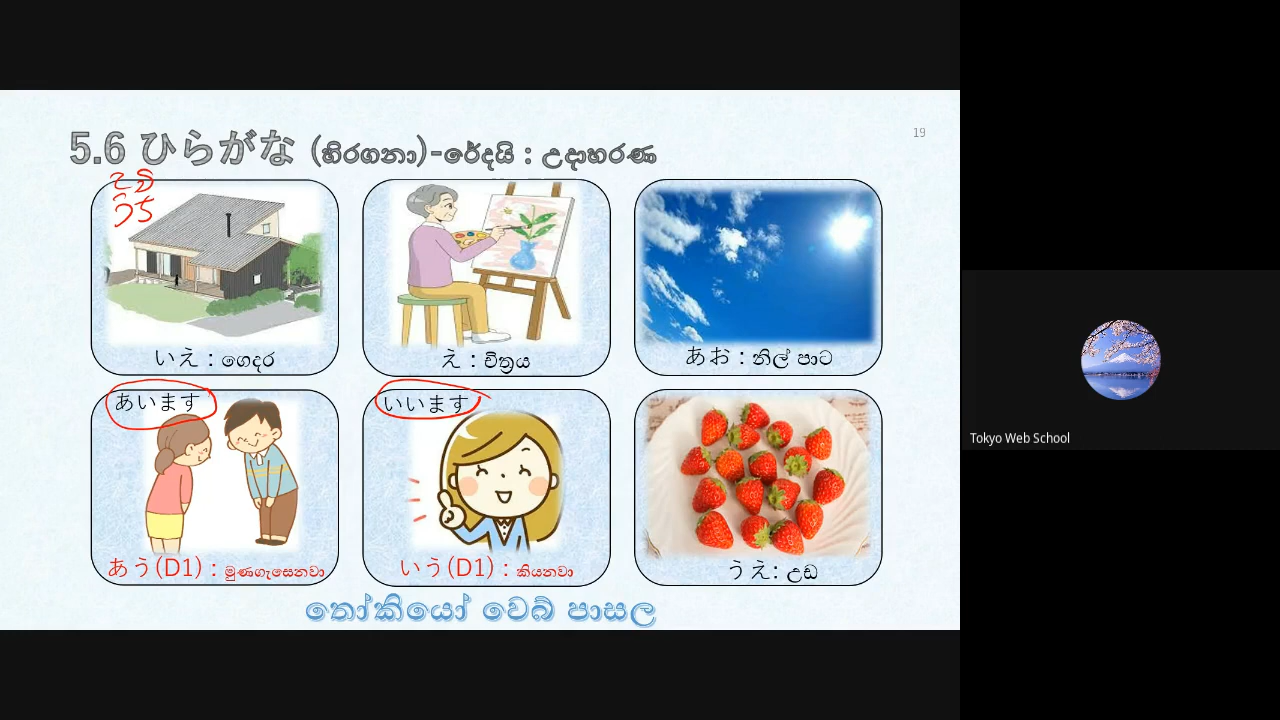 19
5.6 ひらがな (හිරගනා)-රේදයි : උදාහරණ
うち
いえ : ගෙදර
え : චිත්‍රය
あお : නිල් පාට
あいます
いいます
あう(D1) : මුණගැසෙනවා
いう(D1) : කියනවා
うえ: උඩ
තෝකියෝ වෙබ් පාසල
Tokyo Web School